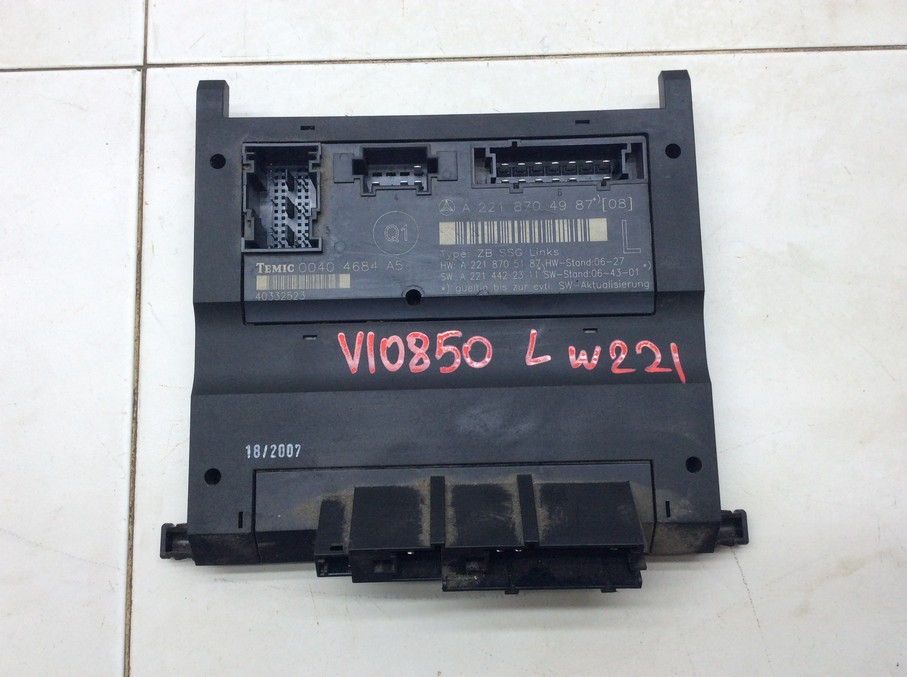 A 221 870 49 87*)[08]
Qi
L
Type: ZB SSG Links
HW: A 221 870 51 87 HW-Stand:06-27 *)
SW: A 221 442 23 11*) SW-Stand:06-43-01
*) gueltig bis zur evtl. SW-Aktualisierung
TEMIC 0040 4684 A5
40332523
V10850 L W221
18/2007